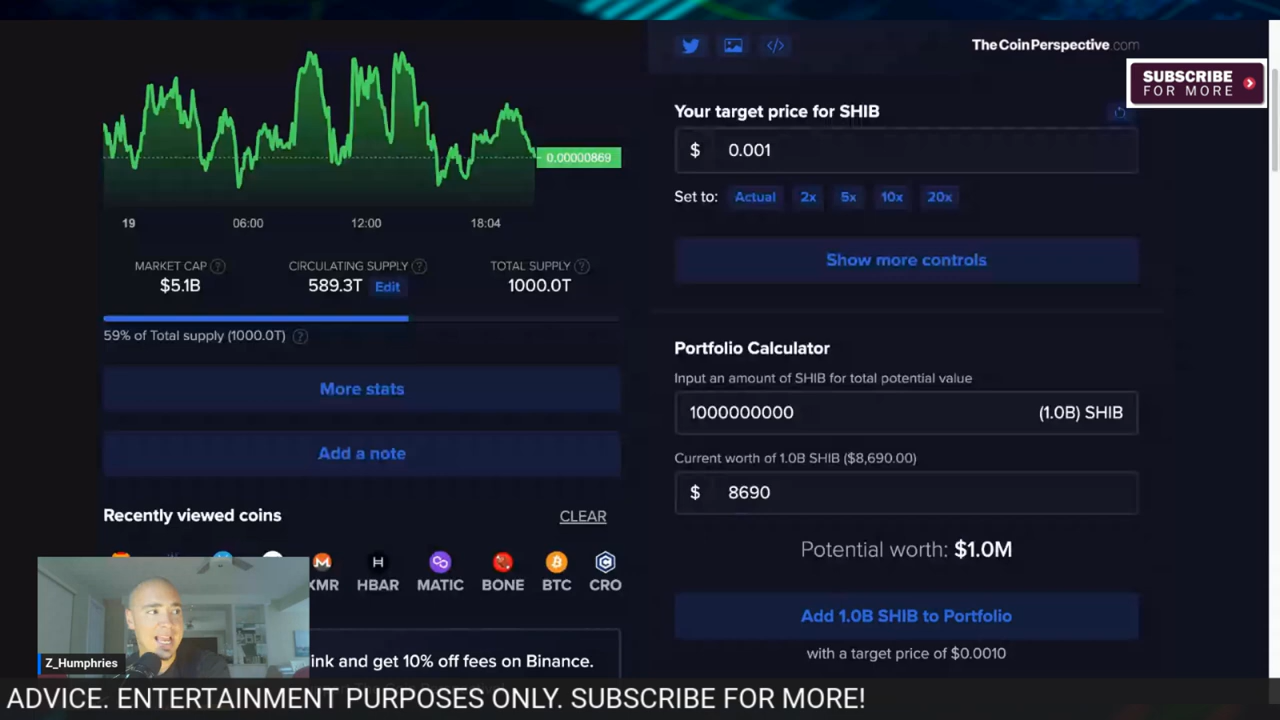 TheCoinPerspective.com
SUBSCRIBE
FOR MORE
Your target price for SHIB
$ 0.001
Set to: Actual 2x 5x 10x 20x
Show more controls
0.00000869
19 06:00 12:00 18:04
MARKET CAP ? CIRCULATING SUPPLY ? TOTAL SUPPLY ?
$5.1B 589.3T Edit 1000.0T
59% of Total supply (1000.0T) ?
More stats
Add a note
Recently viewed coins CLEAR
XMR HBAR MATIC BONE BTC CRO
ink and get 10% off fees on Binance.
Portfolio Calculator
Input an amount of SHIB for total potential value
1000000000 (1.0B) SHIB
Current worth of 1.0B SHIB ($8,690.00)
$ 8690
Potential worth: $1.0M
Add 1.0B SHIB to Portfolio
with a target price of $0.0010
Z_Humphries
ADVICE. ENTERTAINMENT PURPOSES ONLY. SUBSCRIBE FOR MORE!